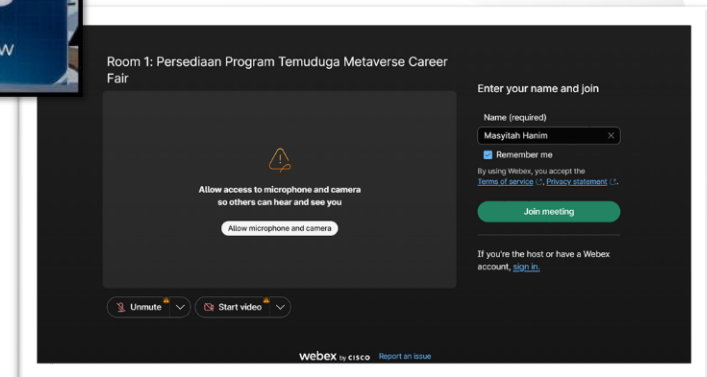 Room 1: Persediaan Program Temuduga Metaverse Career
Fair
Allow access to microphone and camera
so others can hear and see you
Allow microphone and camera
Unmute
Start video
Enter your name and join
Name (required)
Masyitah Hanim
Remember me
By using Webex, you accept the
Terms of service, Privacy statement.
Join meeting
If you're the host or have a Webex
account, sign in.
webex by CISCO Report an issue